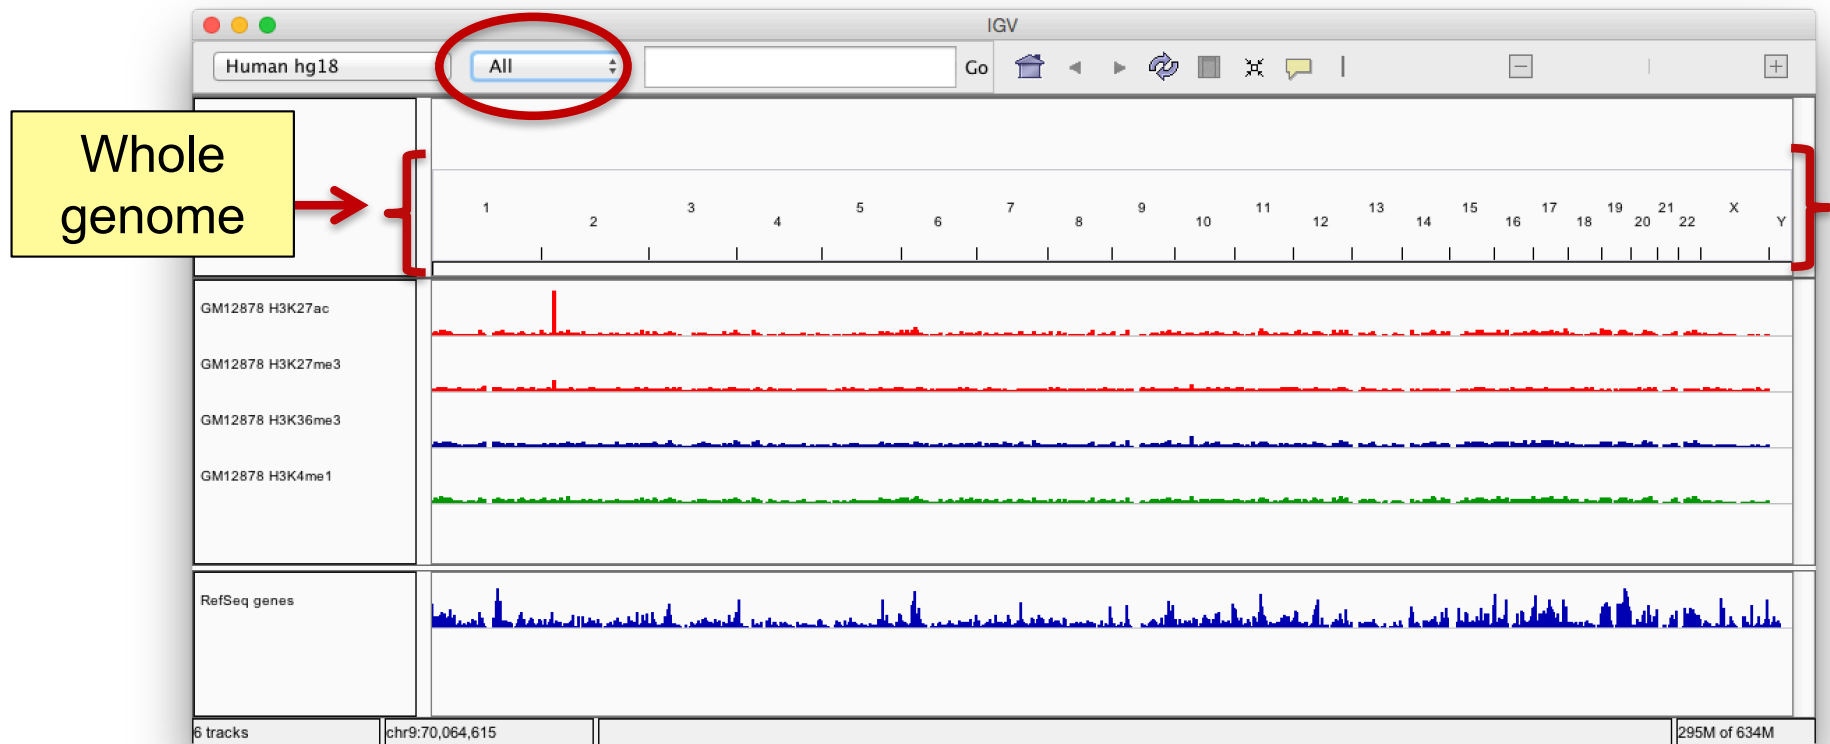 IGV
Human hg18 All Go
Whole
genome
1 2 3 4 5 6 7 8 9 10 11 12 13 14 15 16 17 18 19 20 21 22 X Y
GM12878 H3K27ac
GM12878 H3K27me3
GM12878 H3K36me3
GM12878 H3K4me1
RefSeq genes
6 tracks chr9:70,064,615 295M of 634M